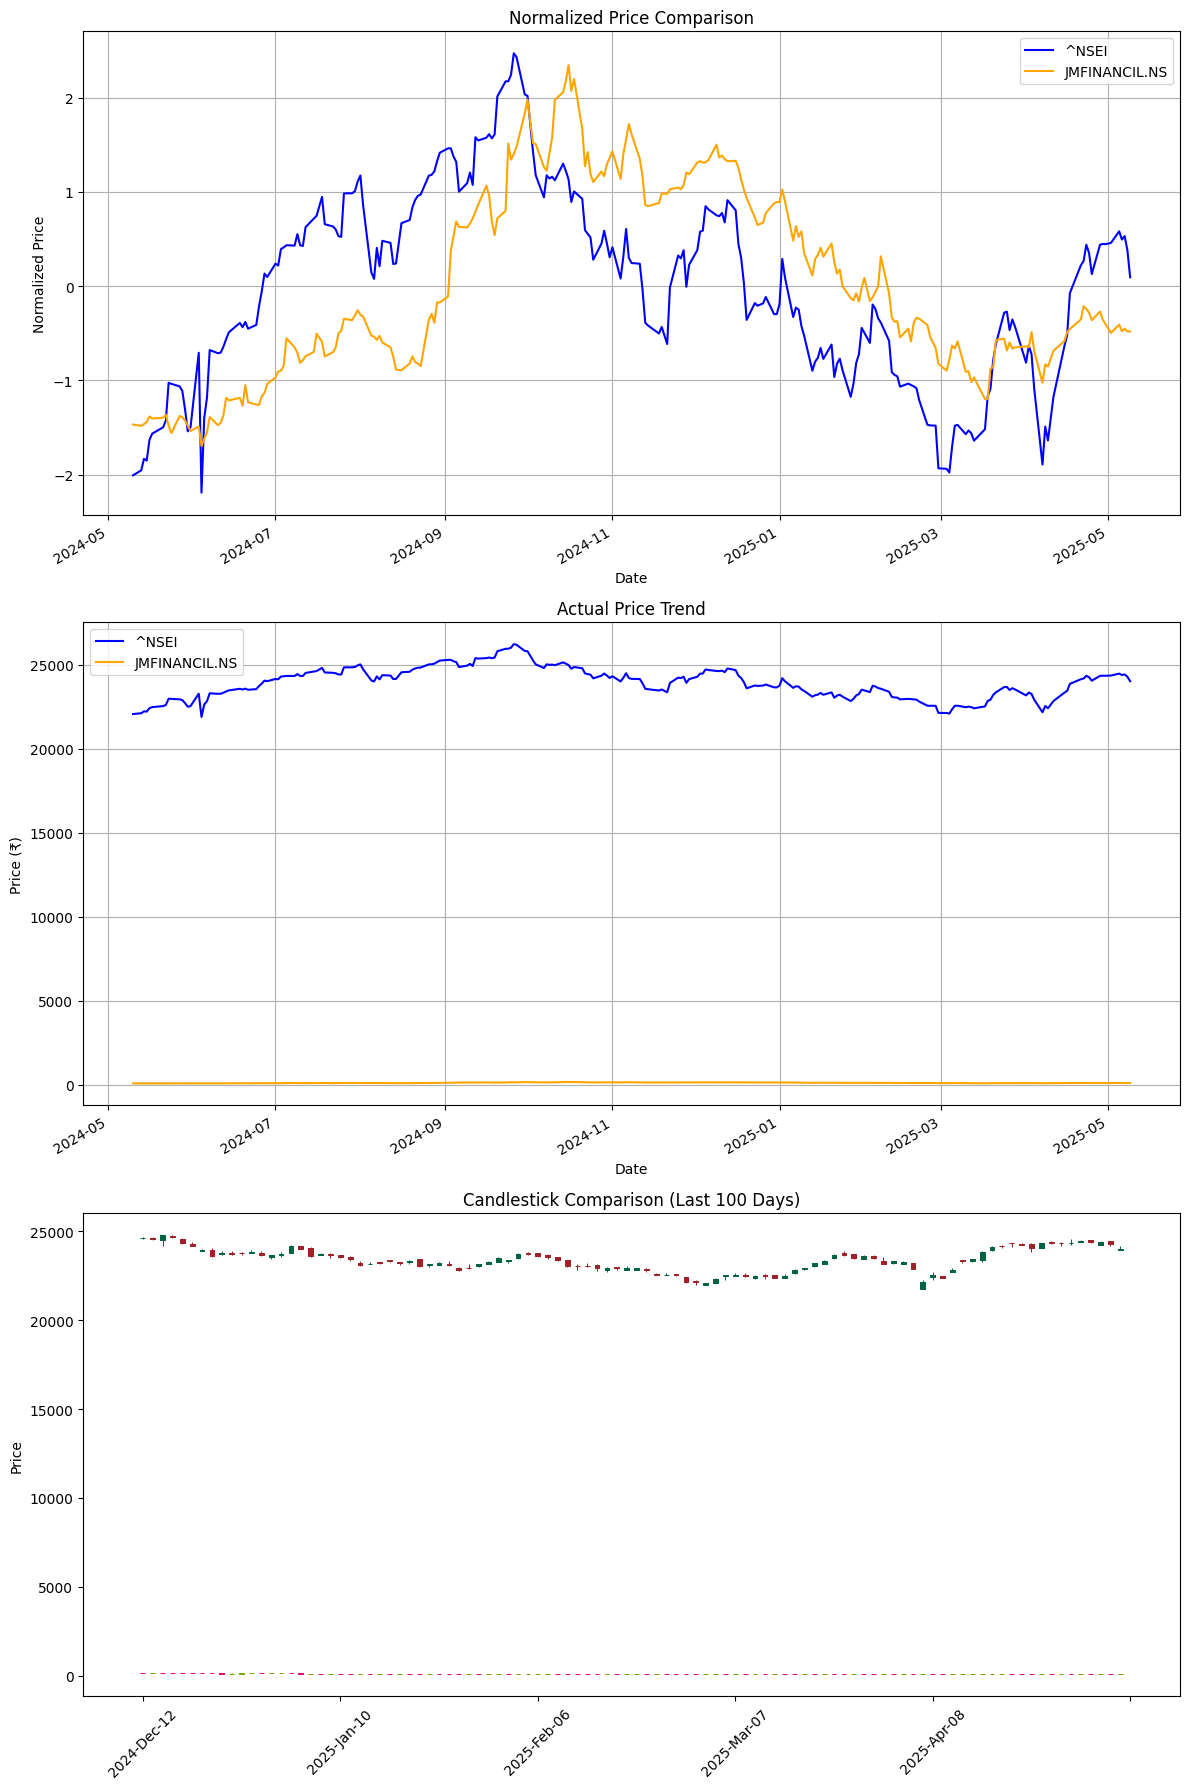 Normalized Price Comparison
^NSEI
JMFINANCIL.NS
Normalized Price
2
1
0
−1
−2
2024-05
2024-07
2024-09
2024-11
2025-01
2025-03
2025-05
Date
Actual Price Trend
^NSEI
JMFINANCIL.NS
Price (₹)
25000
20000
15000
10000
5000
0
2024-05
2024-07
2024-09
2024-11
2025-01
2025-03
2025-05
Date
Candlestick Comparison (Last 100 Days)
Price
25000
20000
15000
10000
5000
0
2024-Dec-12
2025-Jan-10
2025-Feb-06
2025-Mar-07
2025-Apr-08